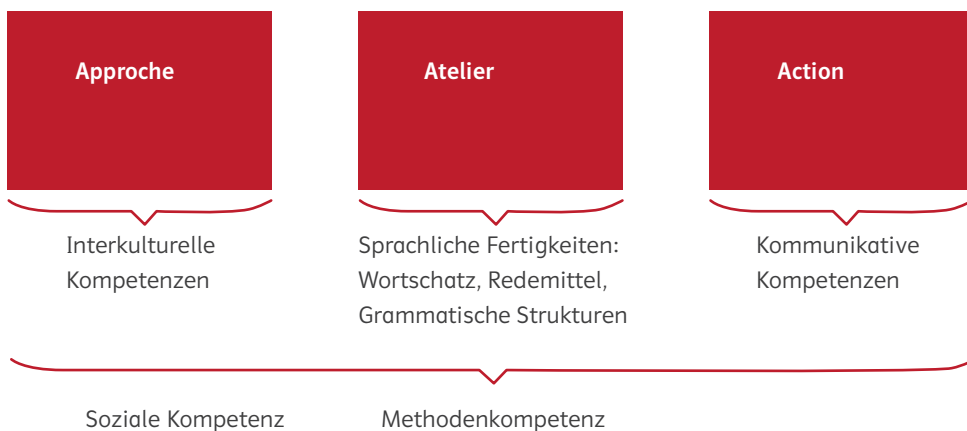 Approche
Atelier
Action
Interkulturelle
Kompetenzen
Sprachliche Fertigkeiten:
Wortschatz, Redemittel,
Grammatische Strukturen
Kommunikative
Kompetenzen
Soziale Kompetenz
Methodenkompetenz